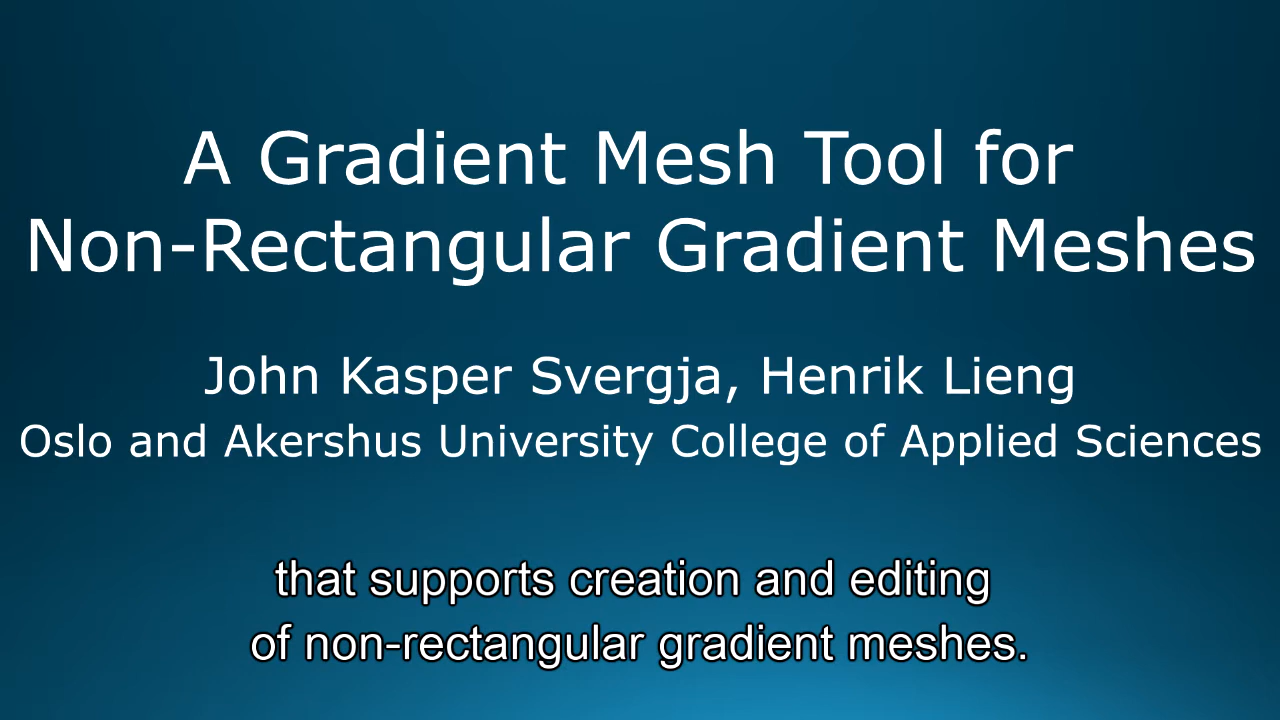 A Gradient Mesh Tool for
Non-Rectangular Gradient Meshes
John Kasper Svergja, Henrik Lieng
Oslo and Akershus University College of Applied Sciences
that supports creation and editing
of non-rectangular gradient meshes.